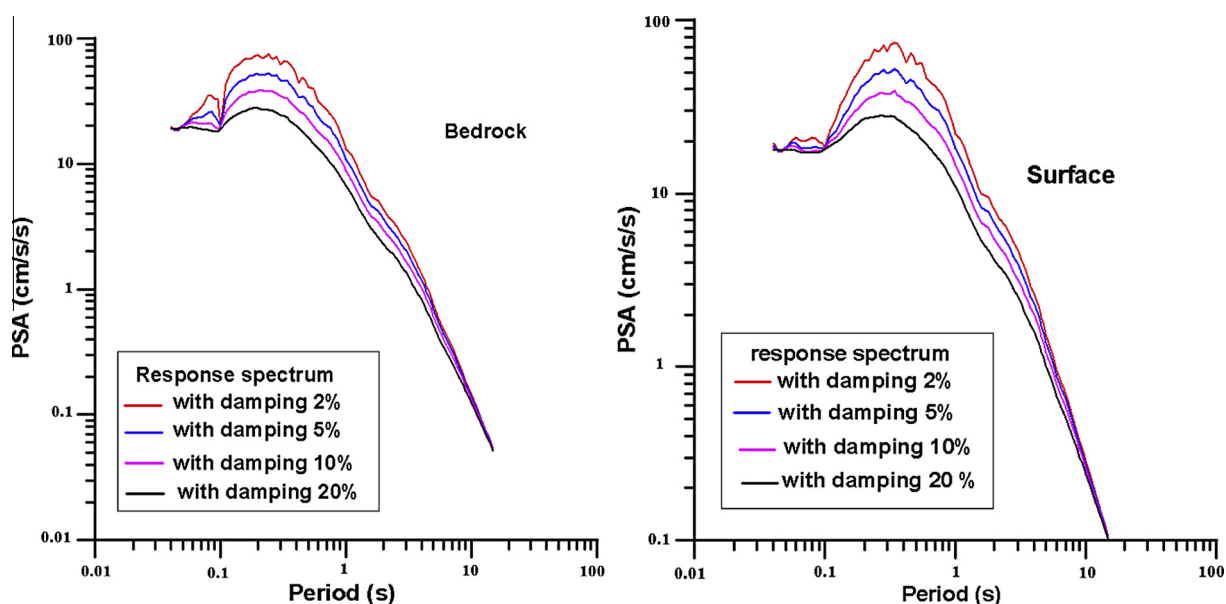 100
10
1
0.1
0.01
PSA (cm/s/s)
Bedrock
Response spectrum
with damping 2%
with damping 5%
with damping 10%
with damping 20%
0.01
0.1
1
10
100
Period (s)
100
10
1
0.1
PSA (cm/s/s)
Surface
response spectrum
with damping 2%
with damping 5%
with damping 10%
with damping 20 %
0.01
0.1
1
10
100
Period (s)